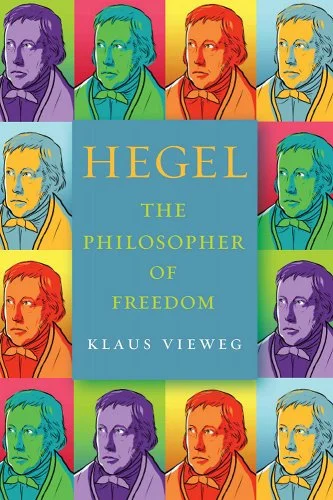 HEGEL
THE
PHILOSOPHER
OF
FREEDOM
KLAUS VIEWEG